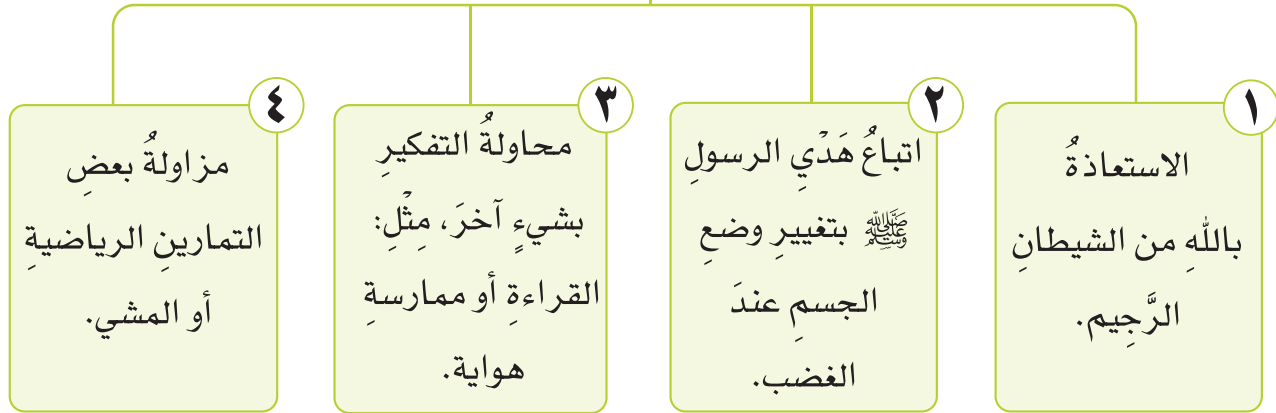 ١
الاستعاذةُ
باللهِ من الشيطانِ
الرَّجِيم.
٢
اتباعُ هَدْيِ الرسولِ
ﷺ بتغييرِ وضعِ
الجسمِ عندَ
الغضب.
٣
محاولةُ التفكيرِ
بشيءٍ آخرَ، مِثْلِ:
القراءةِ أو ممارسةِ
هواية.
٤
مزاولةُ بعضِ
التمارينِ الرياضيةِ
أو المشي.